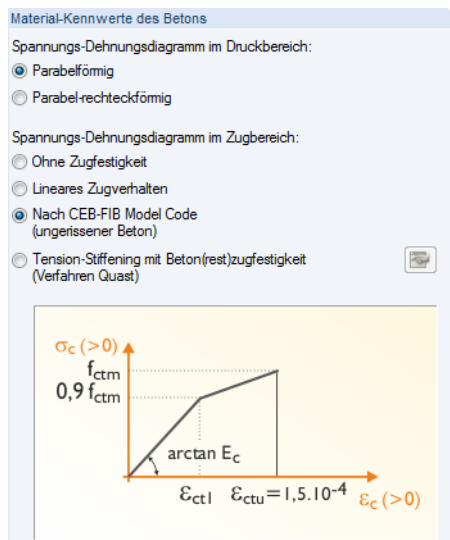 Material-Kennwerte des Betons
Spannungs-Dehnungsdiagramm im Druckbereich:
Parabelförmig
Parabel-rechteckförmig
Spannungs-Dehnungsdiagramm im Zugbereich:
Ohne Zugfestigkeit
Lineares Zugverhalten
Nach CEB-FIB Model Code
(ungerissener Beton)
Tension-Stiffening mit Beton(rest)zugfestigkeit
(Verfahren Quast)
σc (>0)
fctm
0,9 fctm
arctan Ec
εct1 εctu=1,5.10-4 εc (>0)